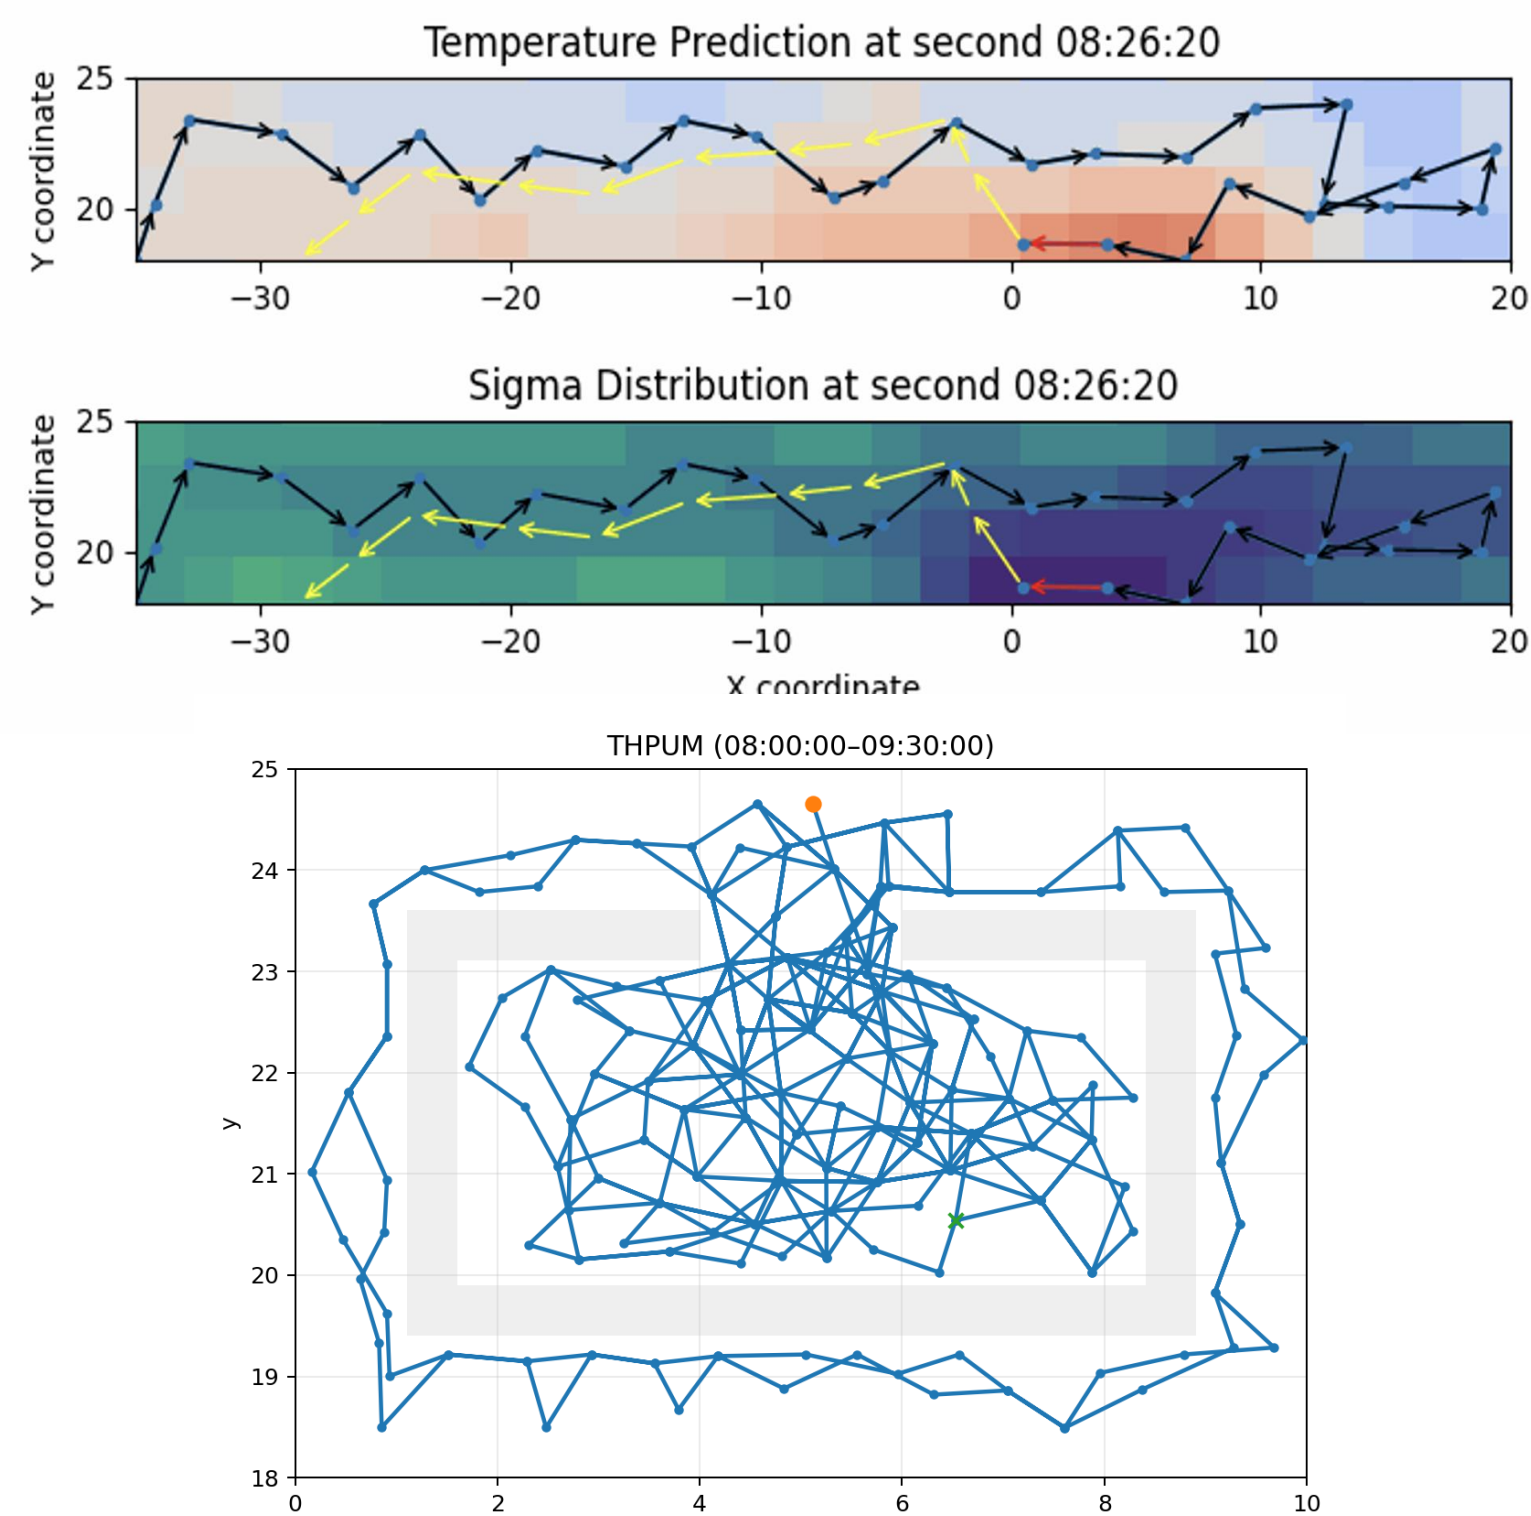 Temperature Prediction at second 08:26:20
Y coordinate
25
20
−30 −20 −10 0 10 20
Sigma Distribution at second 08:26:20
Y coordinate
25
20
−30 −20 −10 0 10 20
X coordinate
THPUM (08:00:00–09:30:00)
y
25
24
23
22
21
20
19
18
0 2 4 6 8 10